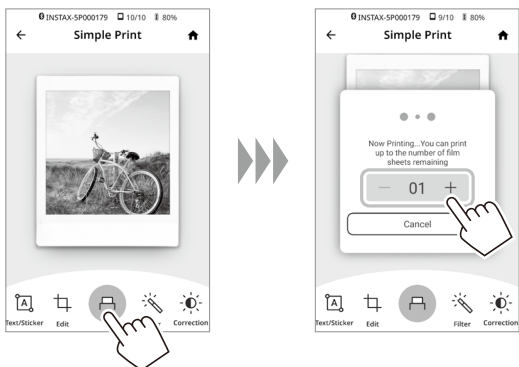 INSTAX-5P000179 10/10 80%
Simple Print
A
Text/Sticker Edit Correction
INSTAX-5P000179 9/10 80%
Simple Print
Now Printing...You can print
up to the number of film
sheets remaining
— 01 +
Cancel
A
Text/Sticker Edit Filter Correction